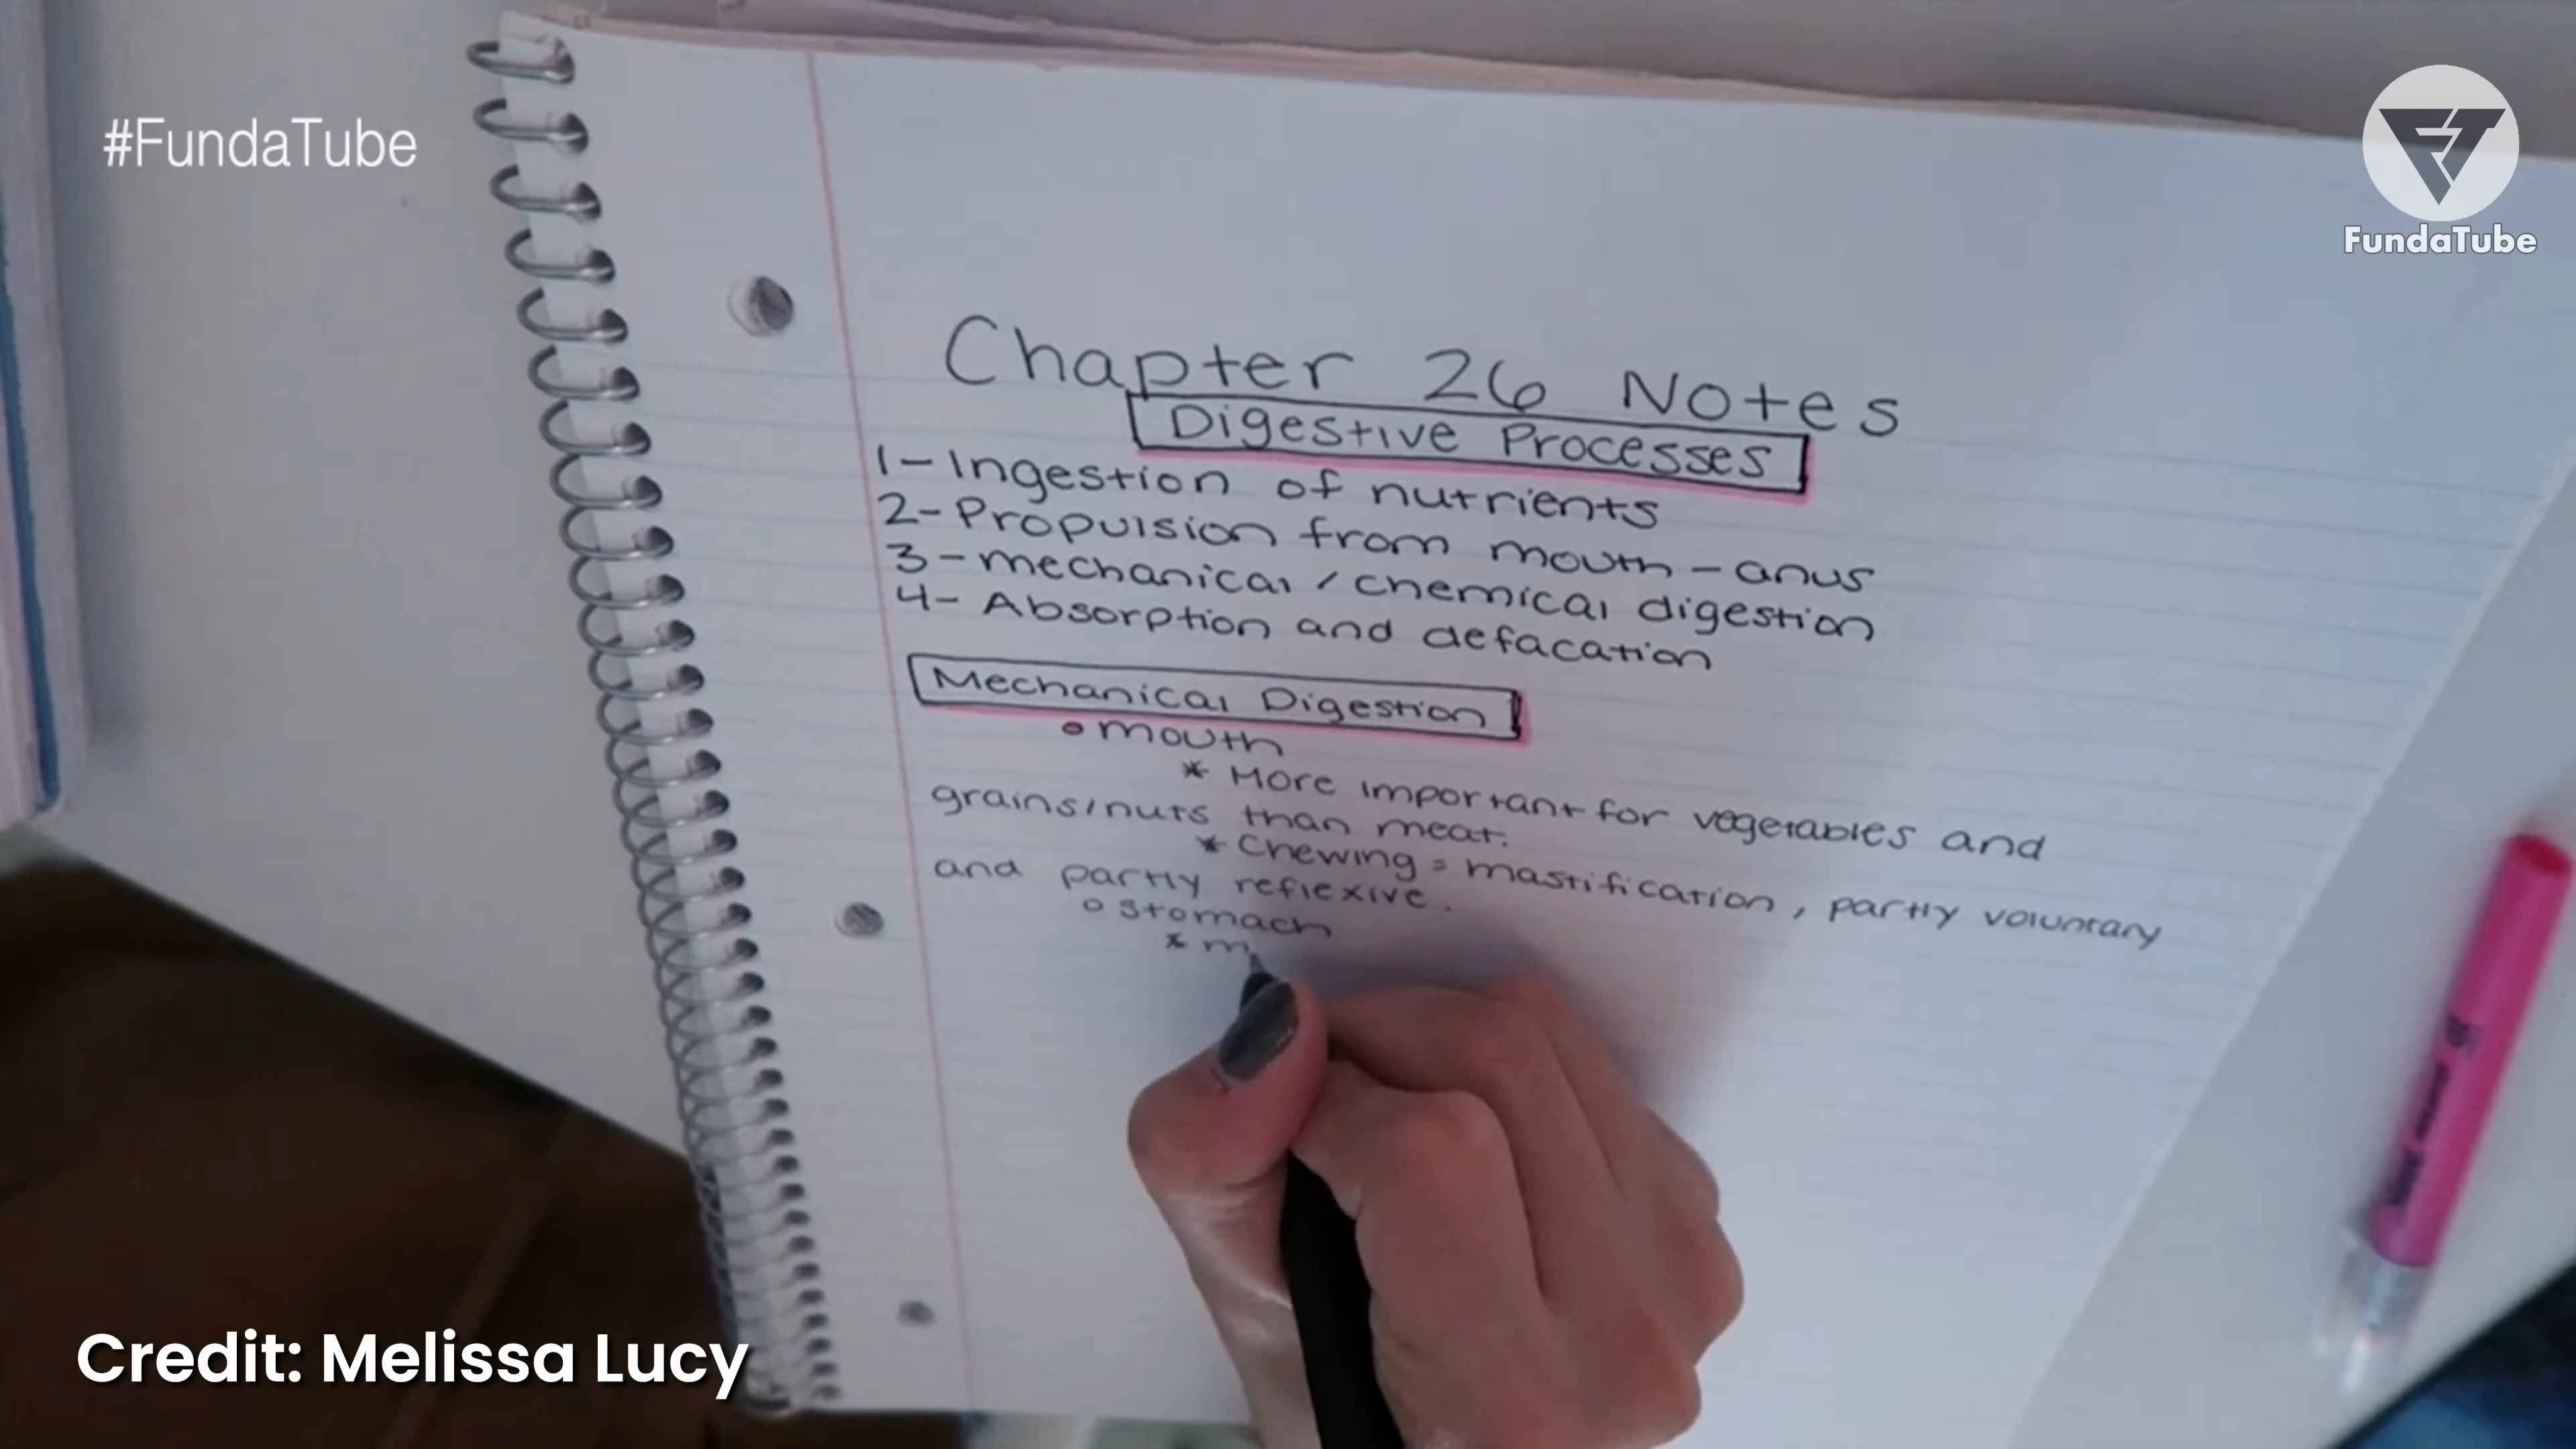 #FundaTube
FundaTube
Chapter 26 Notes
Digestive Processes
1- Ingestion of nutrients
2- Propulsion from mouth - anus
3- mechanical / chemical digestion
4- Absorption and defacation
Mechanical Digestion
mouth
* More important for vegetables and
grains/nuts than meat.
* Chewing = mastification, partly voluntary
and partly reflexive.
stomach
* m
Credit: Melissa Lucy